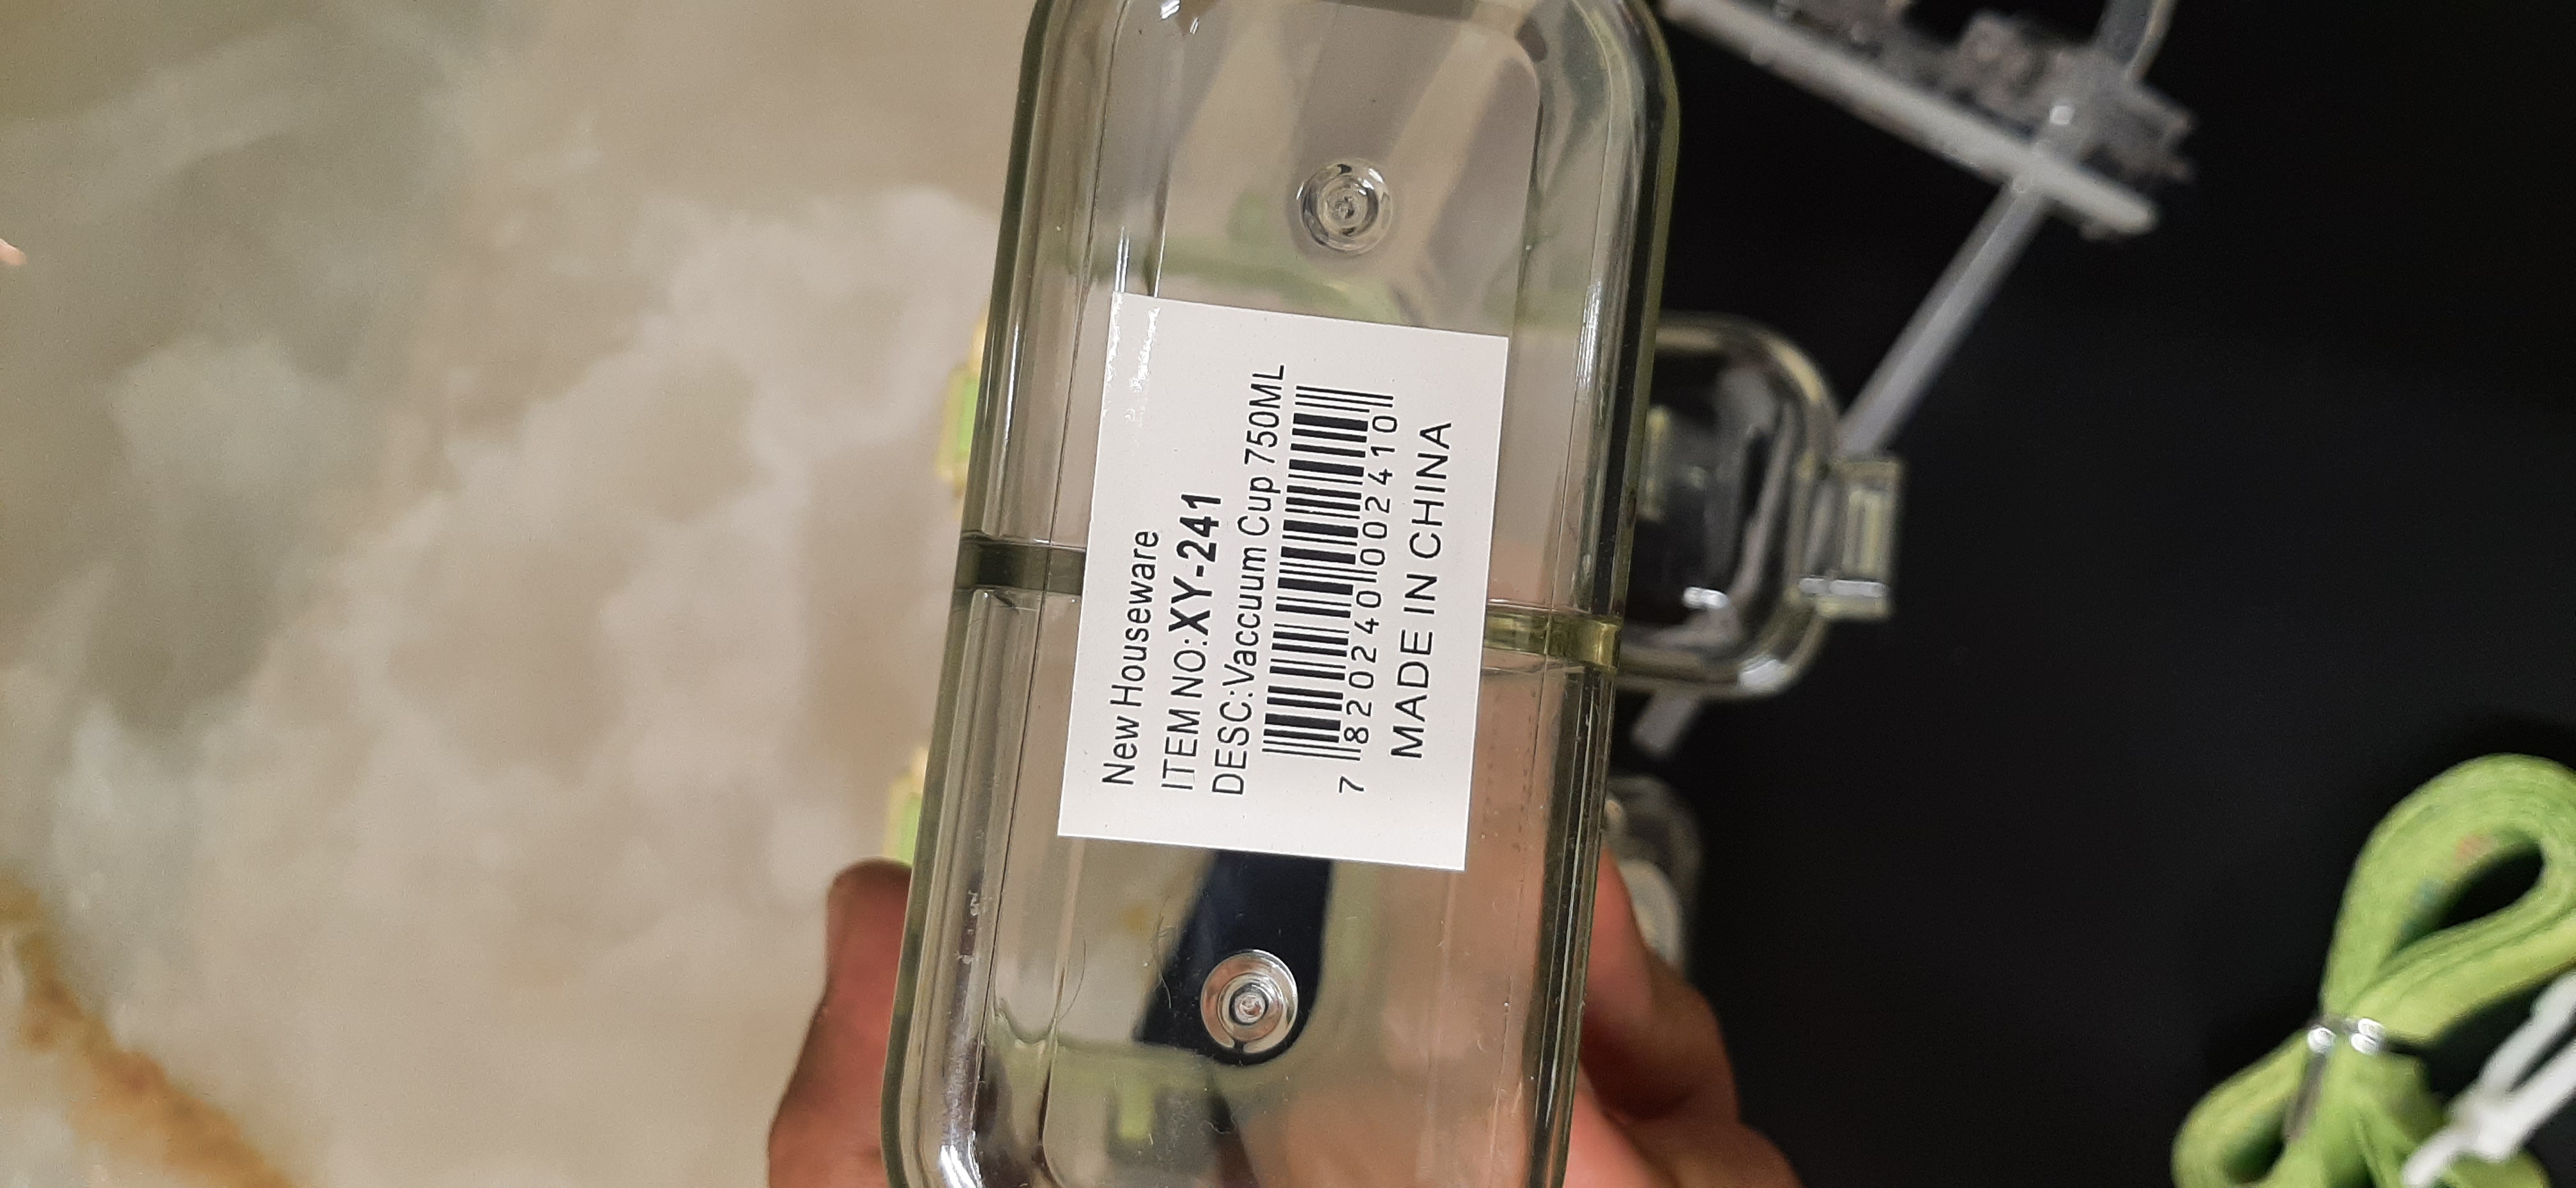 New Houseware
ITEM NO:XY-241
DESC:Vaccuum Cup 750ML
7 820240 002410
MADE IN CHINA